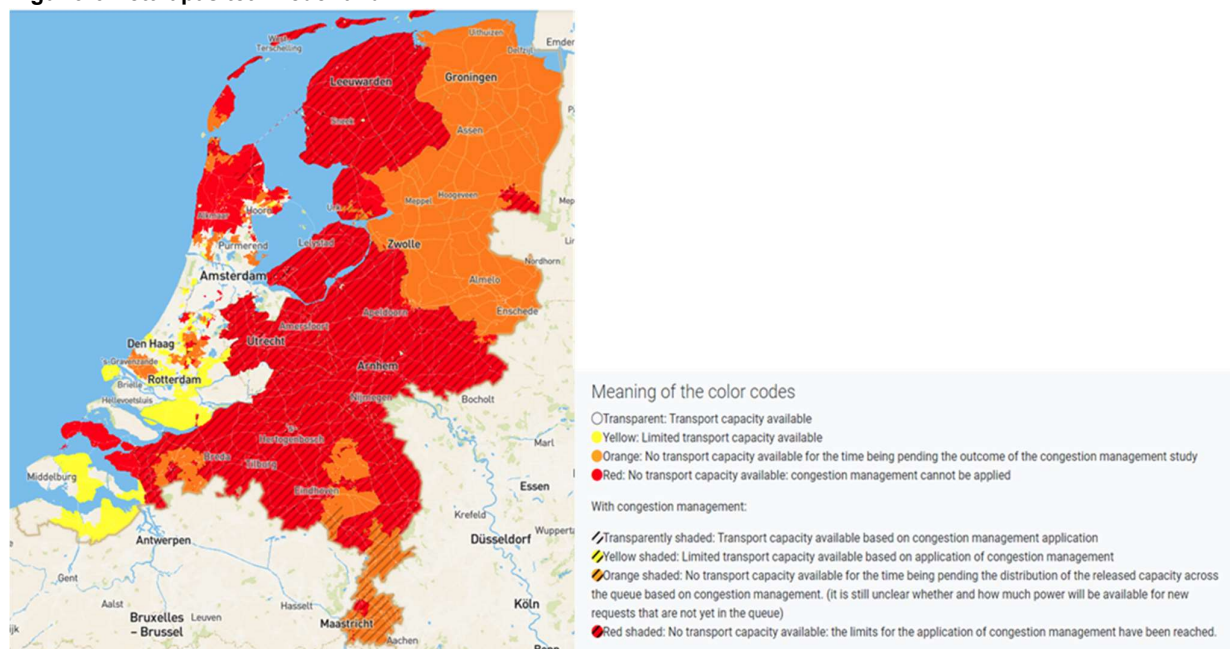 West-
Terschelling
Uithuizen
Delfzijl
Emder
Leeuwarden
Groningen
Sneek
Assen
Meppel
Hoogeveen
Mep
Urk
Alkmaar
Hoorn
Purmerend
Lelystad
Zwolle
Lin
Nordhorn
Amsterdam
Almelo
Enschede
Apeldoorn
Amersfoort
Utrecht
Den Haag
's-Gravenzande
Rotterdam
Brielle
Hellevoetsluis
Arnhem
Nijmegen
Bocholt
Hertogenbosch
Marl
Breda
Tilburg
Middelburg
Eindhoven
Essen
Krefeld
Wupperta
Antwerpen
Düsseldorf
Gent
Aalst
Hasselt
Köln
Bruxelles
– Brussel
Leuven
Maastricht
ijk
Aachen
Meaning of the color codes
Transparent: Transport capacity available
Yellow: Limited transport capacity available
Orange: No transport capacity available for the time being pending the outcome of the congestion management study
Red: No transport capacity available: congestion management cannot be applied
With congestion management:
Transparently shaded: Transport capacity available based on congestion management application
Yellow shaded: Limited transport capacity available based on application of congestion management
Orange shaded: No transport capacity available for the time being pending the distribution of the released capacity across
the queue based on congestion management. (it is still unclear whether and how much power will be available for new
requests that are not yet in the queue)
Red shaded: No transport capacity available: the limits for the application of congestion management have been reached.